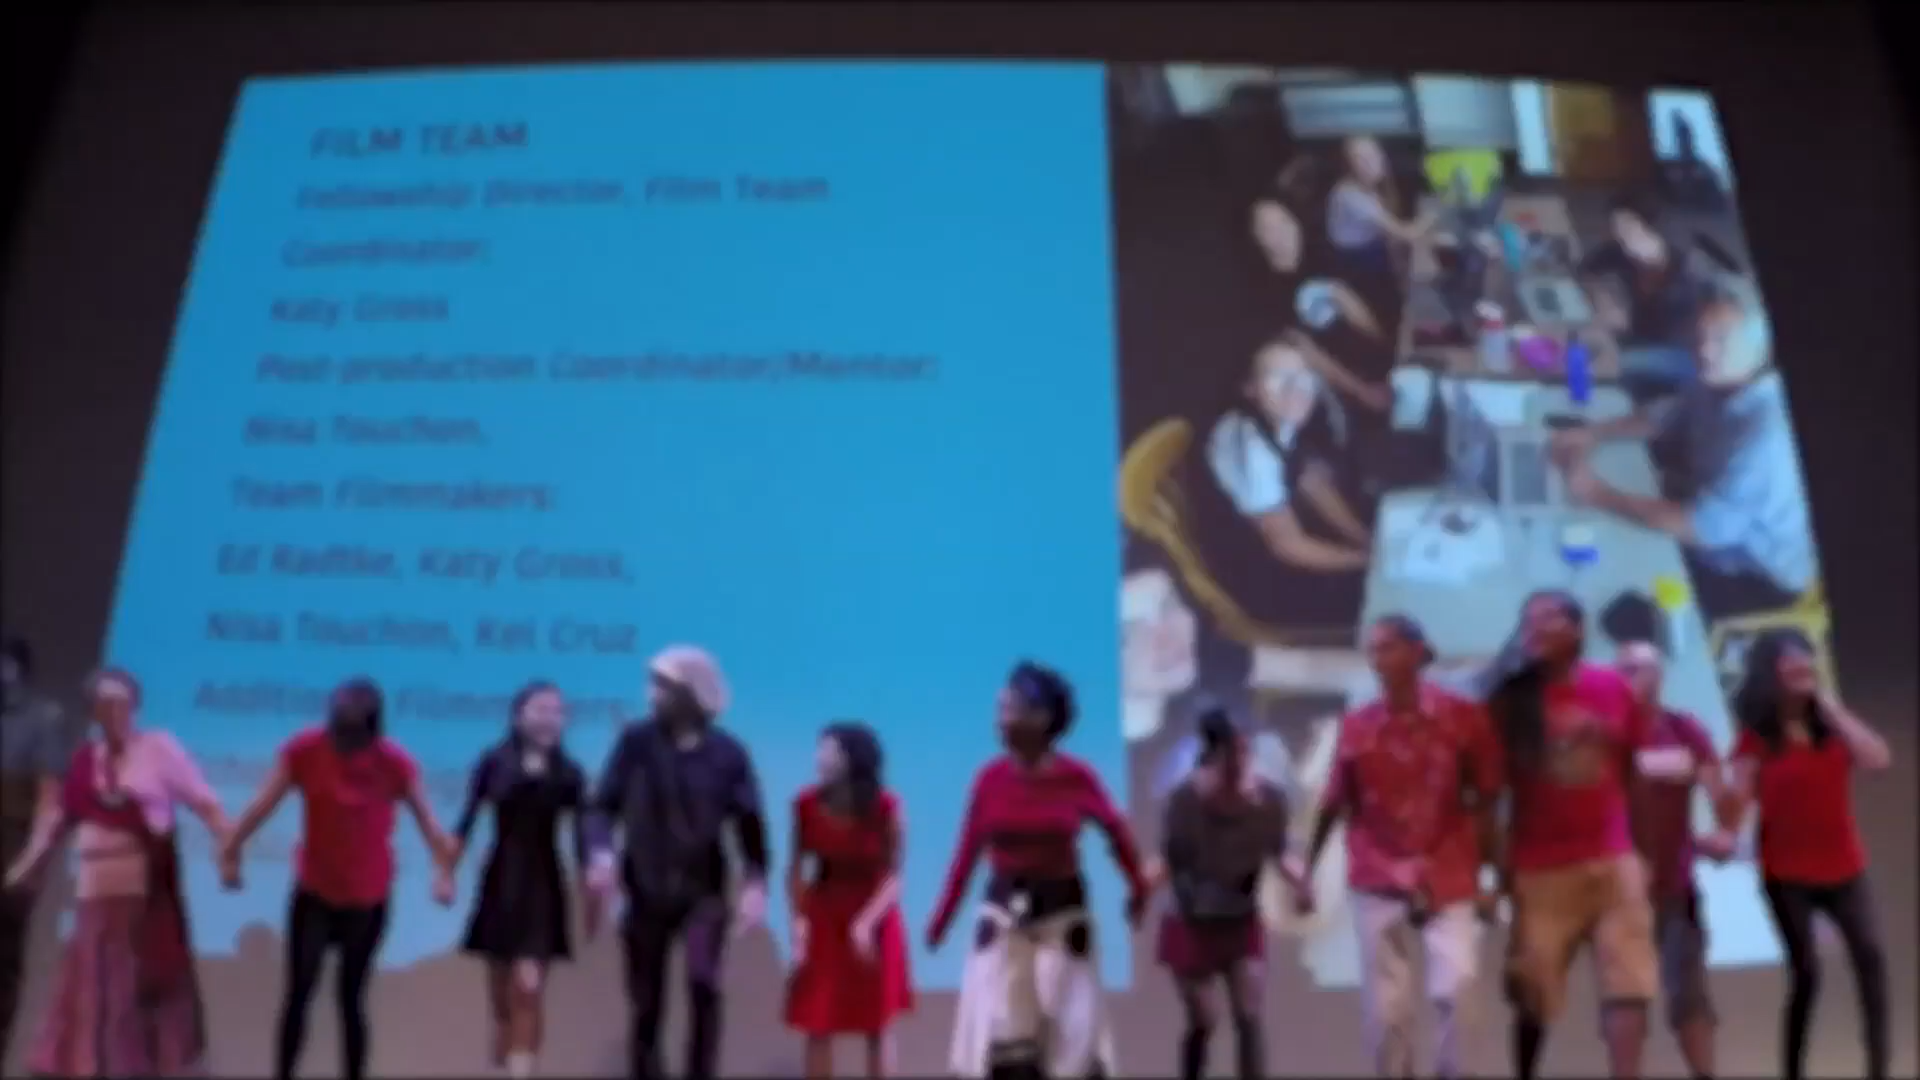 FILM TEAM
Fellowship Director, Film Team
Coordinator:
Katy Gross
Post-production Coordinator/Mentor:
Nisa Touchon,
Team Filmmakers:
Ed Radtke, Katy Gross,
Nisa Touchon, Kei Cruz
Filmmakers: